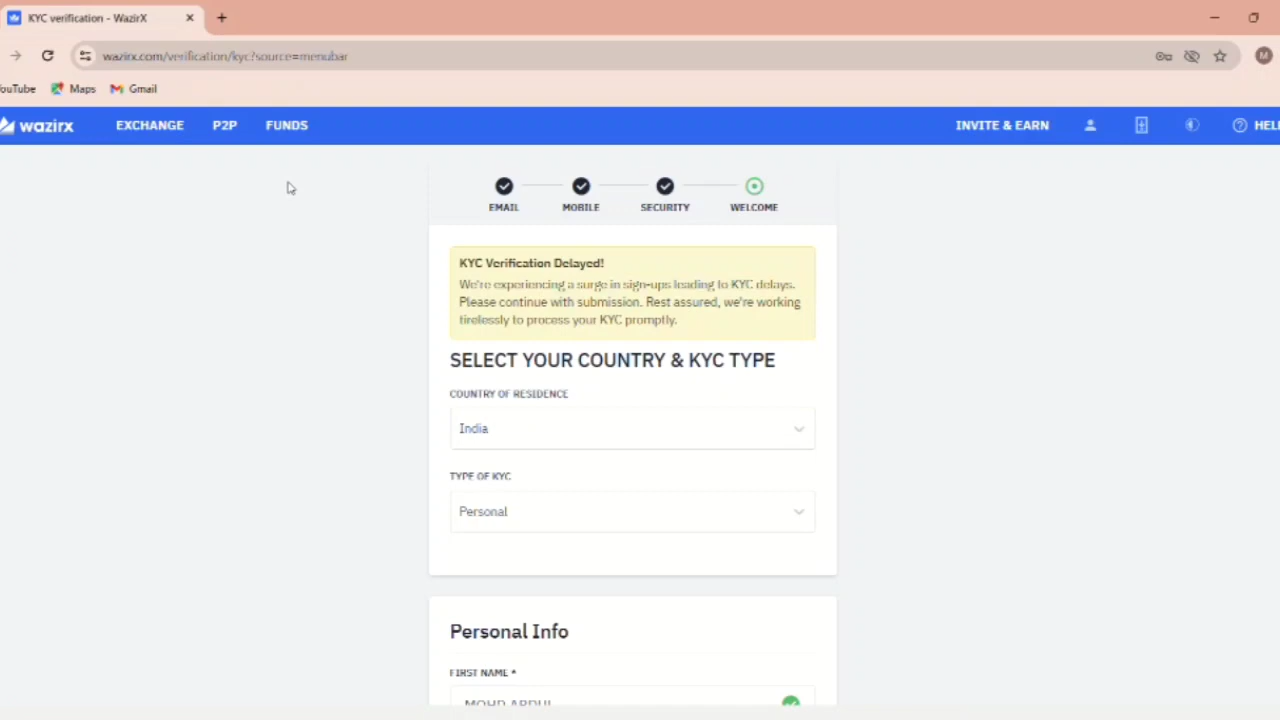 KYC verification - WazirX
wazirx.com/verification/kyc?source=menubar
M
ouTube Maps Gmail
wazirx EXCHANGE P2P FUNDS INVITE & EARN HELI
EMAIL MOBILE SECURITY WELCOME
KYC Verification Delayed!
We're experiencing a surge in sign-ups leading to KYC delays.
Please continue with submission. Rest assured, we're working
tirelessly to process your KYC promptly.
SELECT YOUR COUNTRY & KYC TYPE
COUNTRY OF RESIDENCE
India
TYPE OF KYC
Personal
Personal Info
FIRST NAME *
MOHD ABDUL